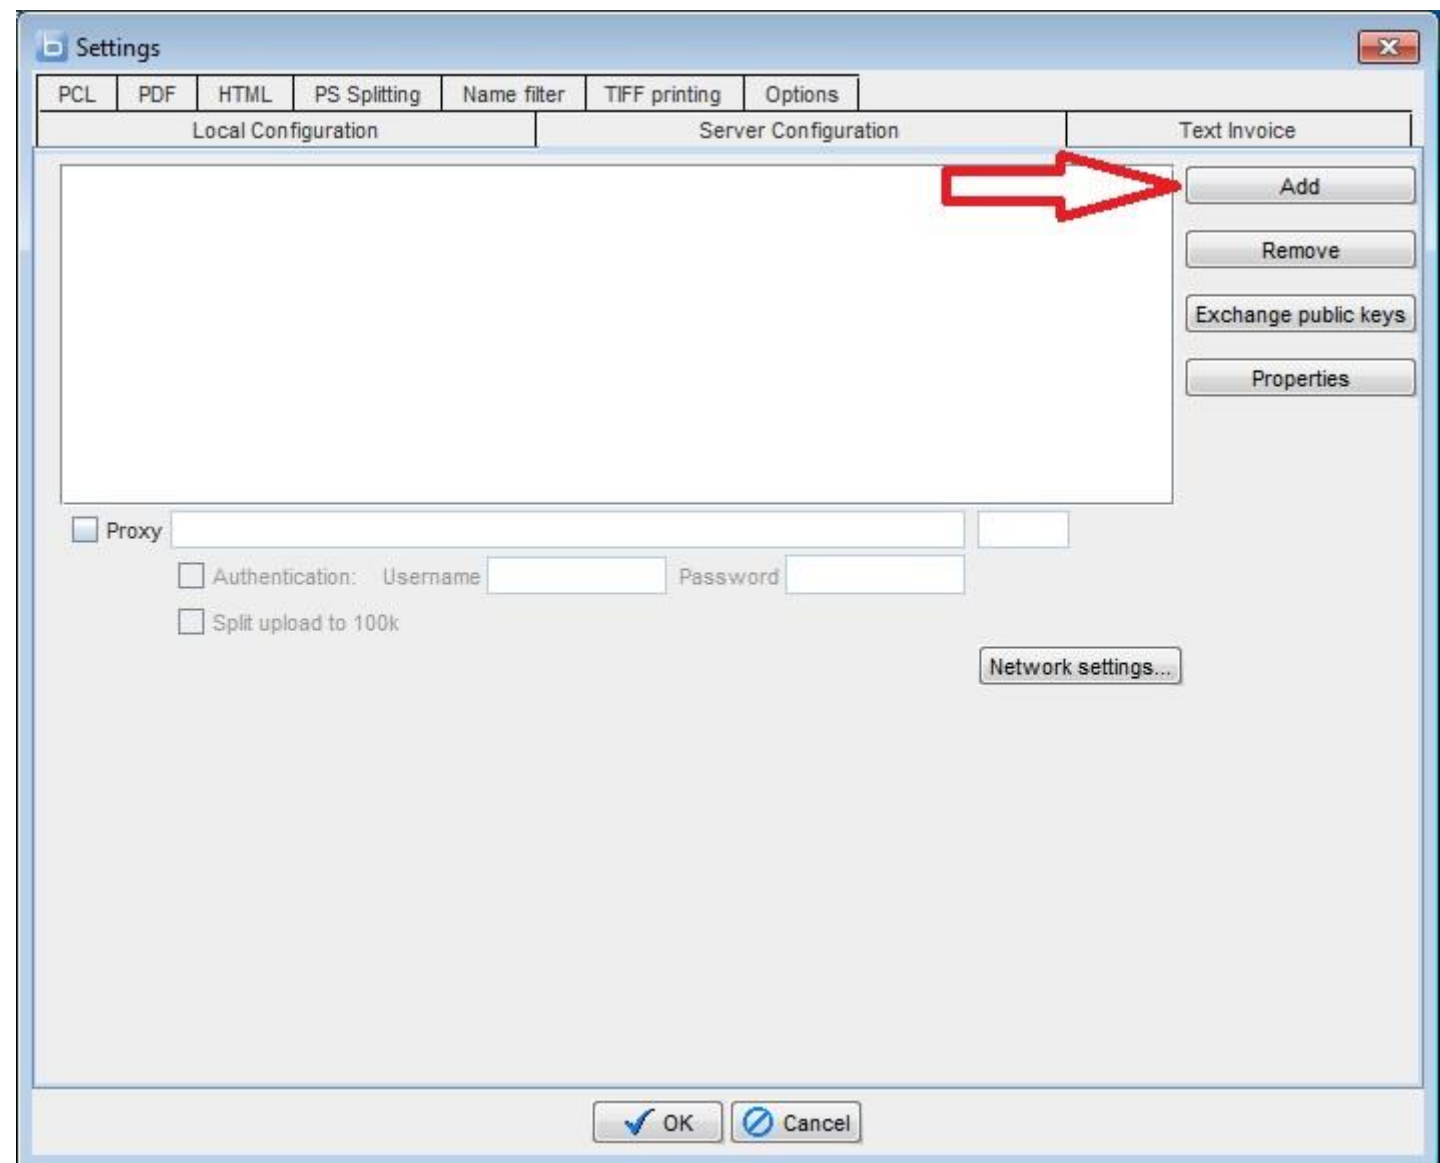 Settings
PCL PDF HTML PS Splitting Name filter TIFF printing Options
Local Configuration Server Configuration Text Invoice
Add
Remove
Exchange public keys
Properties
Proxy
Authentication: Username Password
Split upload to 100k
Network settings...
OK Cancel